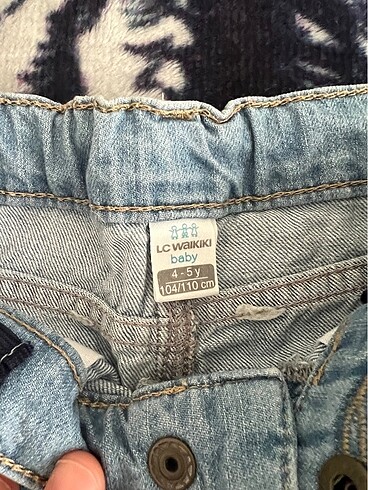 LC WAIKIKI
baby
4 - 5 y
104/110 cm